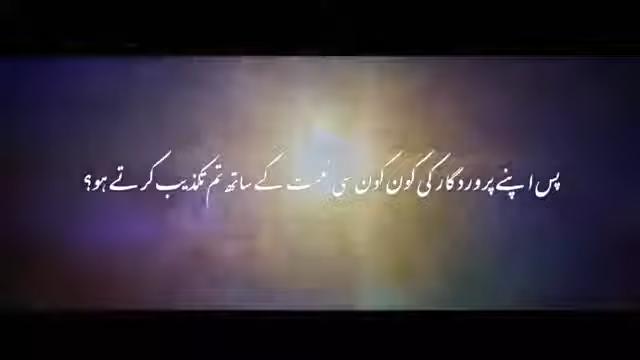 پس اپنے پروردگار کی کون کون سی نعمت کے ساتھ تم تکذیب کرتے ہو؟